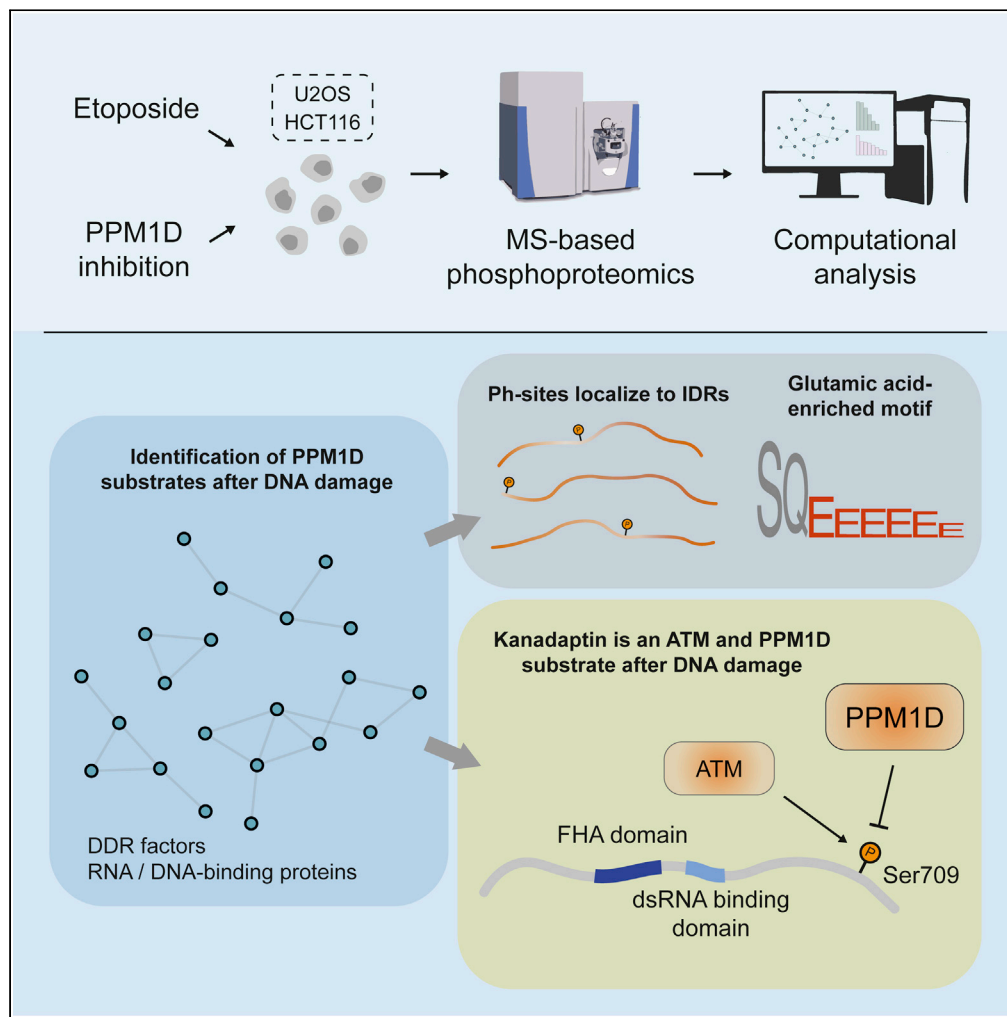 Etoposide
U2OS
HCT116
PPM1D
inhibition
MS-based
phosphoproteomics
Computational
analysis
Identification of PPM1D
substrates after DNA damage
DDR factors
RNA / DNA-binding proteins
Ph-sites localize to IDRs
P
P
P
Glutamic acid-
enriched motif
SQEEEEEE
Kanadaptin is an ATM and PPM1D
substrate after DNA damage
PPM1D
ATM
P
Ser709
FHA domain
dsRNA binding
domain